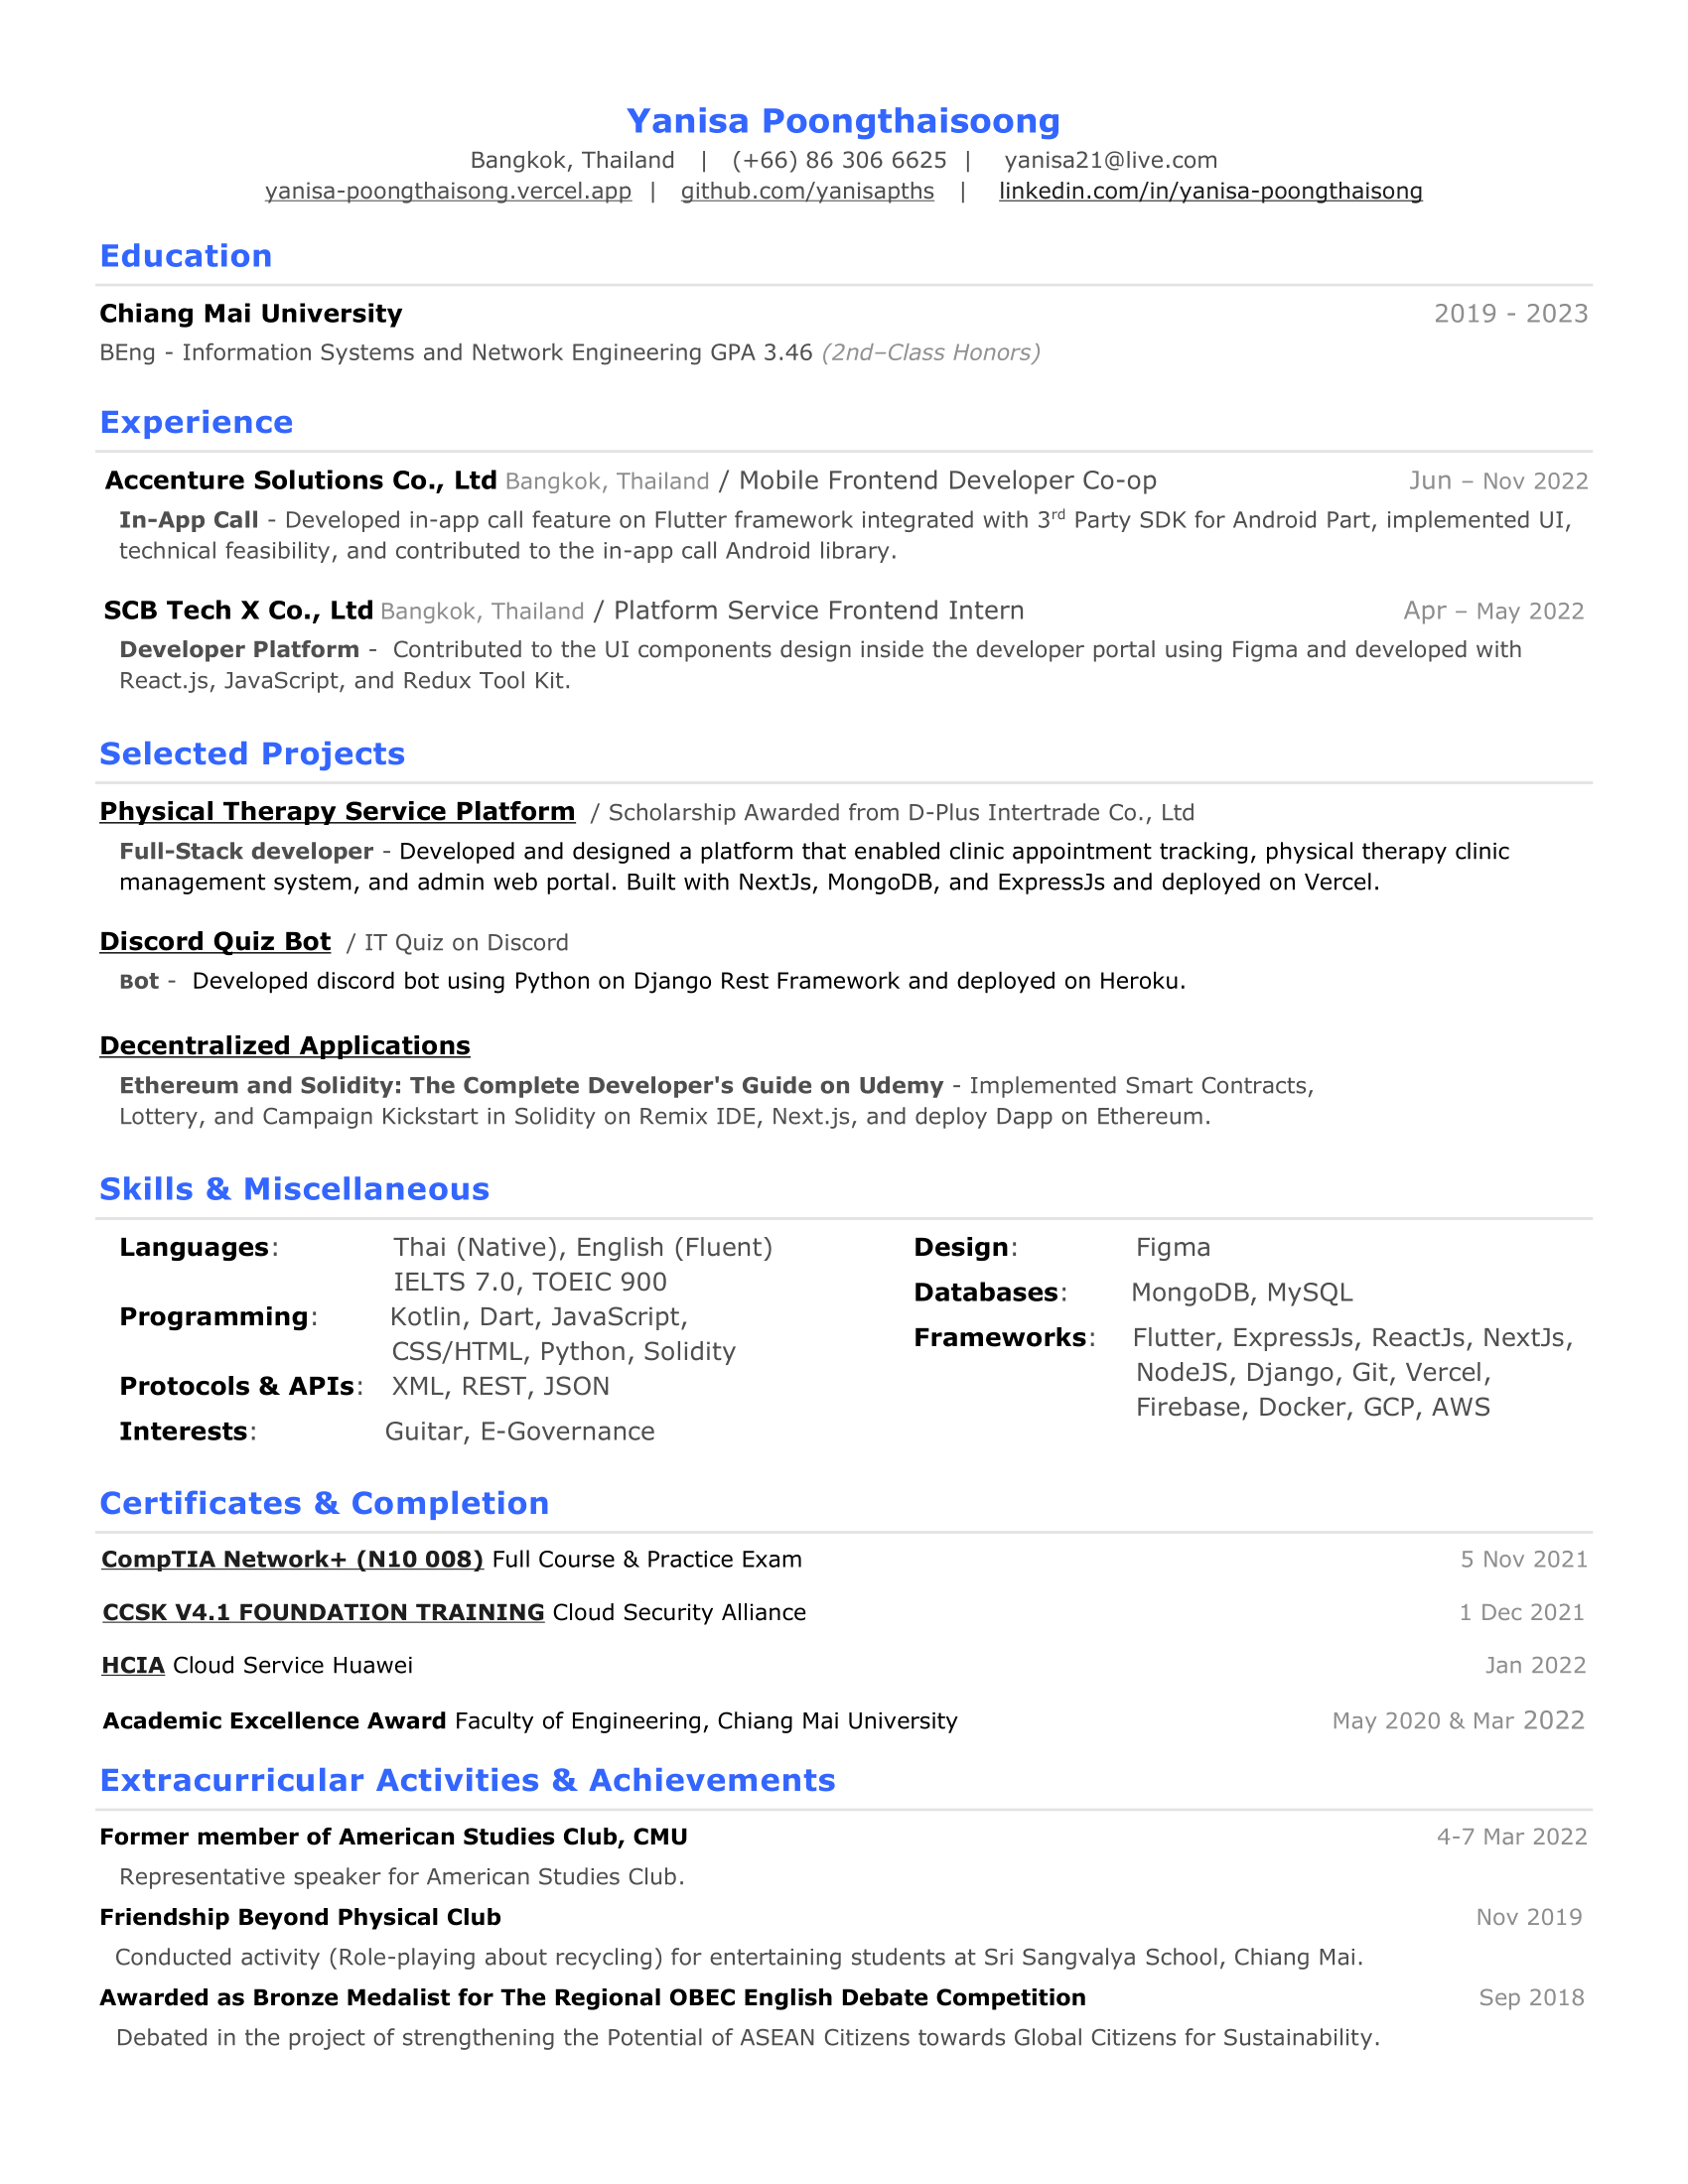 Yanisa Poongthaisoong
Bangkok, Thailand | (+66) 86 306 6625 | yanisa21@live.com
yanisa-poongthaisong.vercel.app | github.com/yanisapths | linkedin.com/in/yanisa-poongthaisong
Education
Chiang Mai University 2019 - 2023
BEng - Information Systems and Network Engineering GPA 3.46 (2nd–Class Honors)
Experience
Accenture Solutions Co., Ltd Bangkok, Thailand / Mobile Frontend Developer Co-op Jun – Nov 2022
In-App Call - Developed in-app call feature on Flutter framework integrated with 3rd Party SDK for Android Part, implemented UI,
technical feasibility, and contributed to the in-app call Android library.
SCB Tech X Co., Ltd Bangkok, Thailand / Platform Service Frontend Intern Apr – May 2022
Developer Platform - Contributed to the UI components design inside the developer portal using Figma and developed with
React.js, JavaScript, and Redux Tool Kit.
Selected Projects
Physical Therapy Service Platform / Scholarship Awarded from D-Plus Intertrade Co., Ltd
Full-Stack developer - Developed and designed a platform that enabled clinic appointment tracking, physical therapy clinic
management system, and admin web portal. Built with NextJs, MongoDB, and ExpressJs and deployed on Vercel.
Discord Quiz Bot / IT Quiz on Discord
Bot - Developed discord bot using Python on Django Rest Framework and deployed on Heroku.
Decentralized Applications
Ethereum and Solidity: The Complete Developer's Guide on Udemy - Implemented Smart Contracts,
Lottery, and Campaign Kickstart in Solidity on Remix IDE, Next.js, and deploy Dapp on Ethereum.
Skills & Miscellaneous
Languages: Thai (Native), English (Fluent)
IELTS 7.0, TOEIC 900
Programming: Kotlin, Dart, JavaScript,
CSS/HTML, Python, Solidity
Protocols & APIs: XML, REST, JSON
Interests: Guitar, E-Governance
Design: Figma
Databases: MongoDB, MySQL
Frameworks: Flutter, ExpressJs, ReactJs, NextJs,
NodeJS, Django, Git, Vercel,
Firebase, Docker, GCP, AWS
Certificates & Completion
CompTIA Network+ (N10 008) Full Course & Practice Exam 5 Nov 2021
CCSK V4.1 FOUNDATION TRAINING Cloud Security Alliance 1 Dec 2021
HCIA Cloud Service Huawei Jan 2022
Academic Excellence Award Faculty of Engineering, Chiang Mai University May 2020 & Mar 2022
Extracurricular Activities & Achievements
Former member of American Studies Club, CMU 4-7 Mar 2022
Representative speaker for American Studies Club.
Friendship Beyond Physical Club Nov 2019
Conducted activity (Role-playing about recycling) for entertaining students at Sri Sangvalya School, Chiang Mai.
Awarded as Bronze Medalist for The Regional OBEC English Debate Competition Sep 2018
Debated in the project of strengthening the Potential of ASEAN Citizens towards Global Citizens for Sustainability.